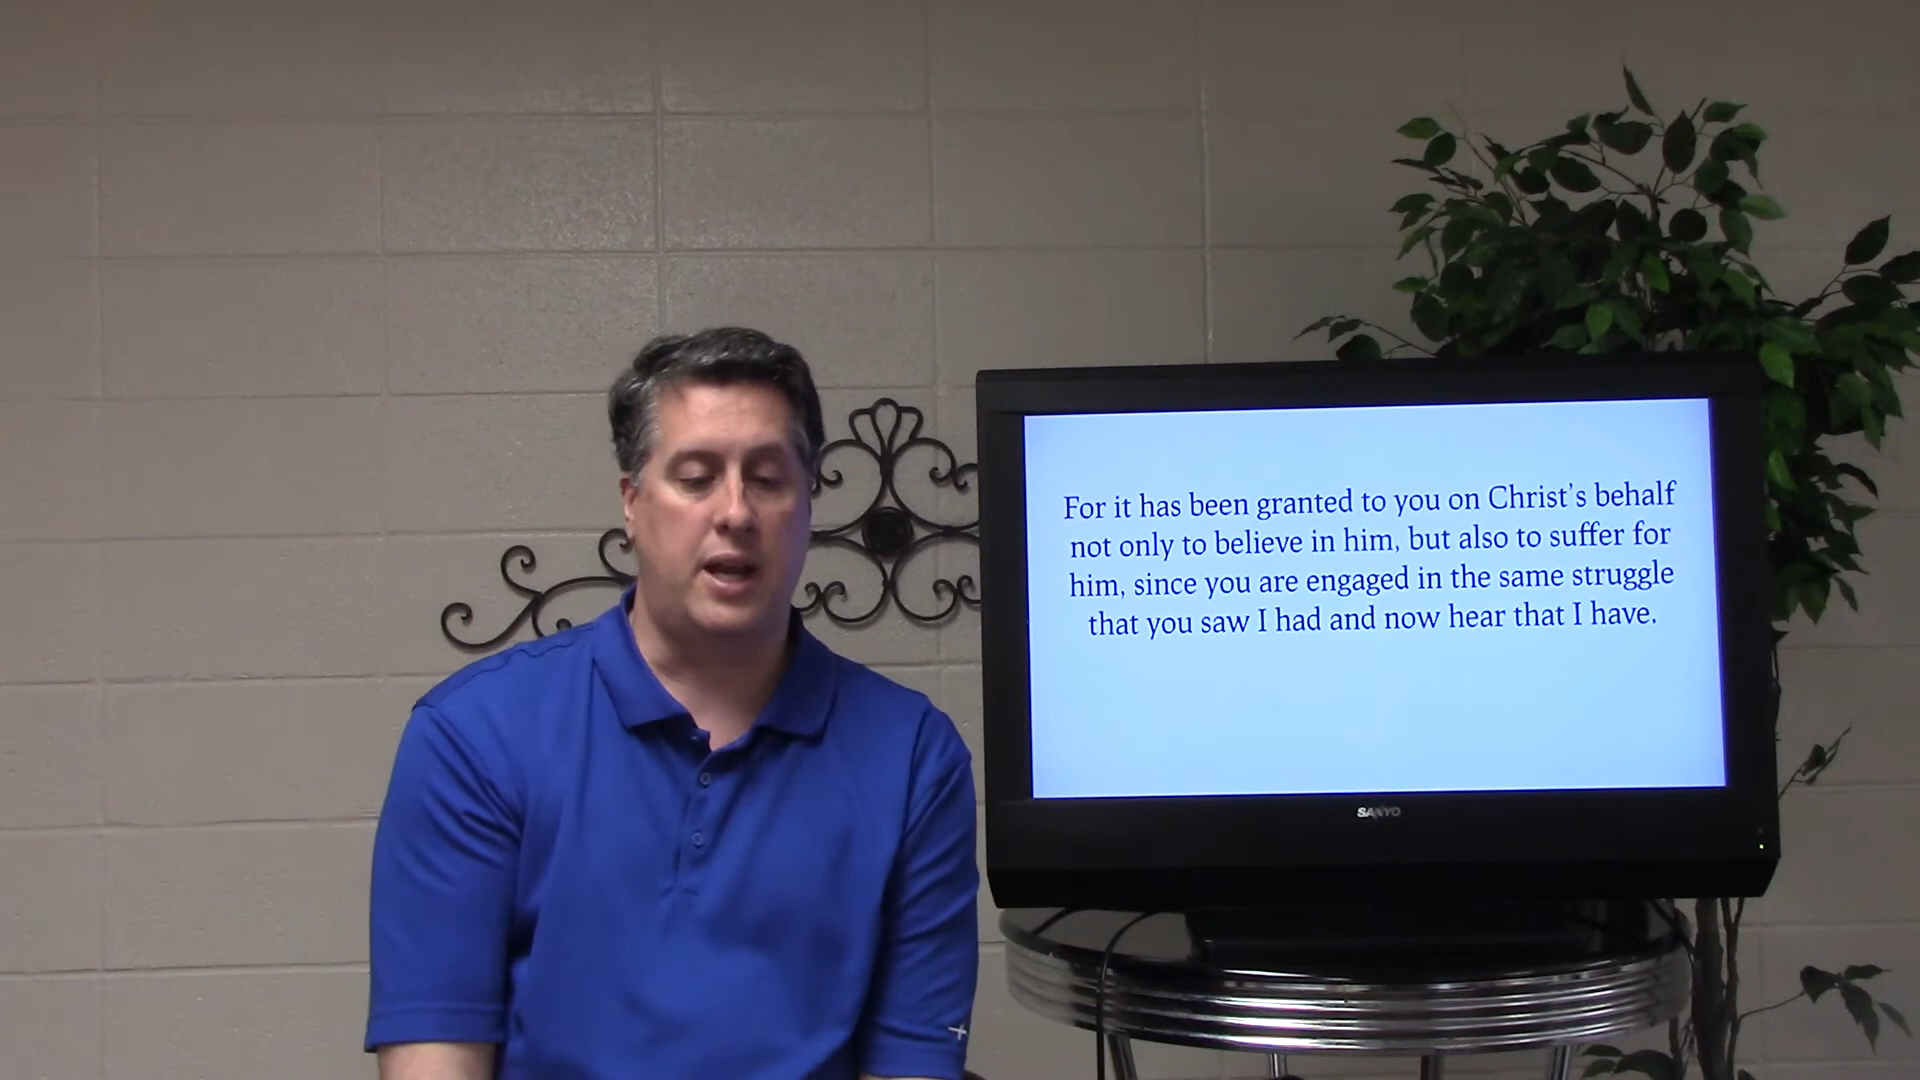 For it has been granted to you on Christ's behalf
not only to believe in him, but also to suffer for
him, since you are engaged in the same struggle
that you saw I had and now hear that I have.
SANYO